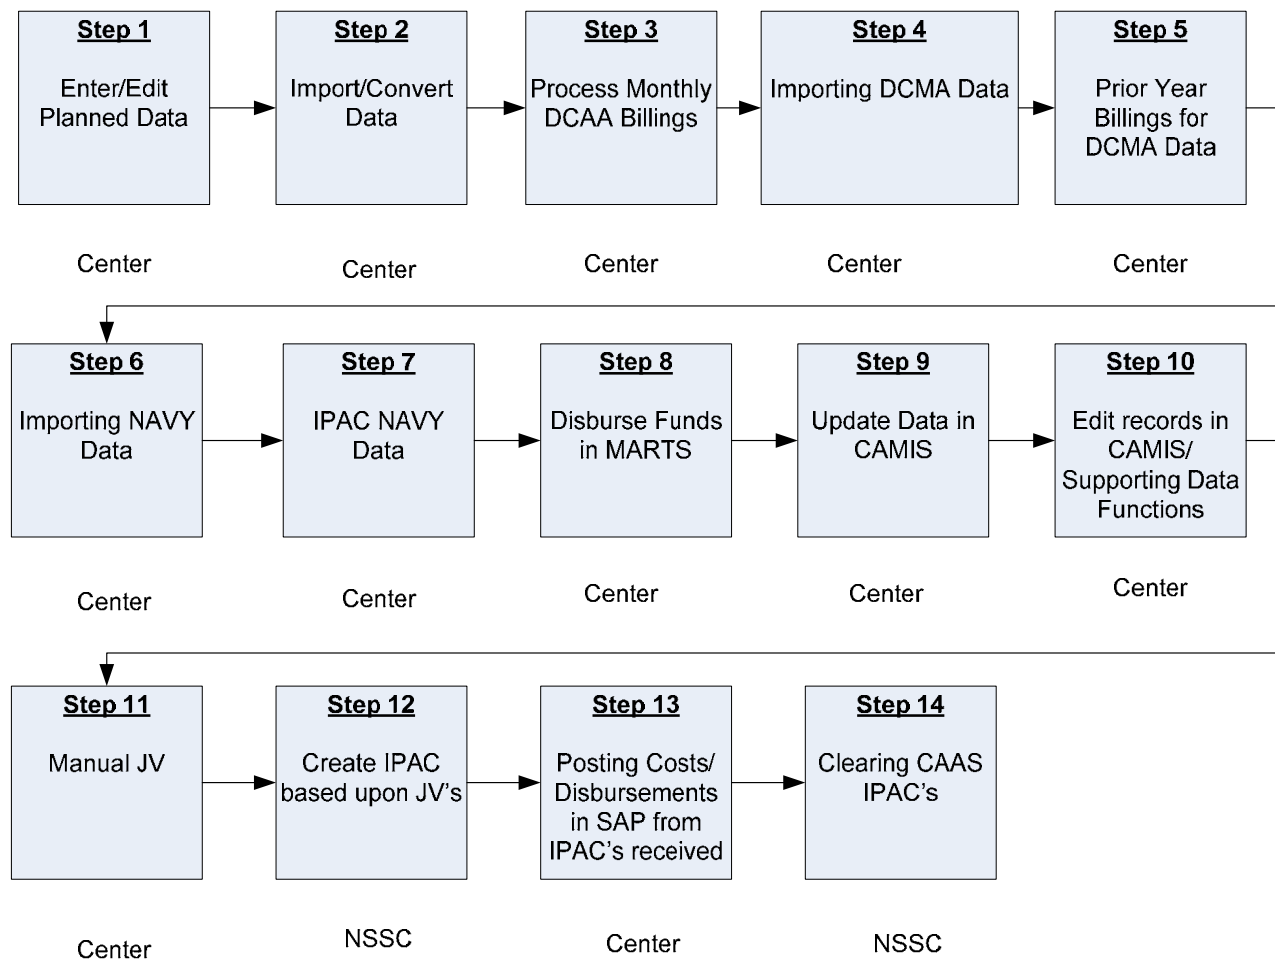 Step 1
Enter/Edit
Planned Data
Step 2
Import/Convert
Data
Step 3
Process Monthly
DCAA Billings
Step 4
Importing DCMA Data
Step 5
Prior Year
Billings for
DCMA Data
Center
Center
Center
Center
Center
Step 6
Importing NAVY
Data
Step 7
IPAC NAVY
Data
Step 8
Disburse Funds
in MARTS
Step 9
Update Data in
CAMIS
Step 10
Edit records in
CAMIS/
Supporting Data
Functions
Center
Center
Center
Center
Center
Step 11
Manual JV
Step 12
Create IPAC
based upon JV's
Step 13
Posting Costs/
Disbursements
in SAP from
IPAC's received
Step 14
Clearing CAAS
IPAC's
Center
NSSC
Center
NSSC